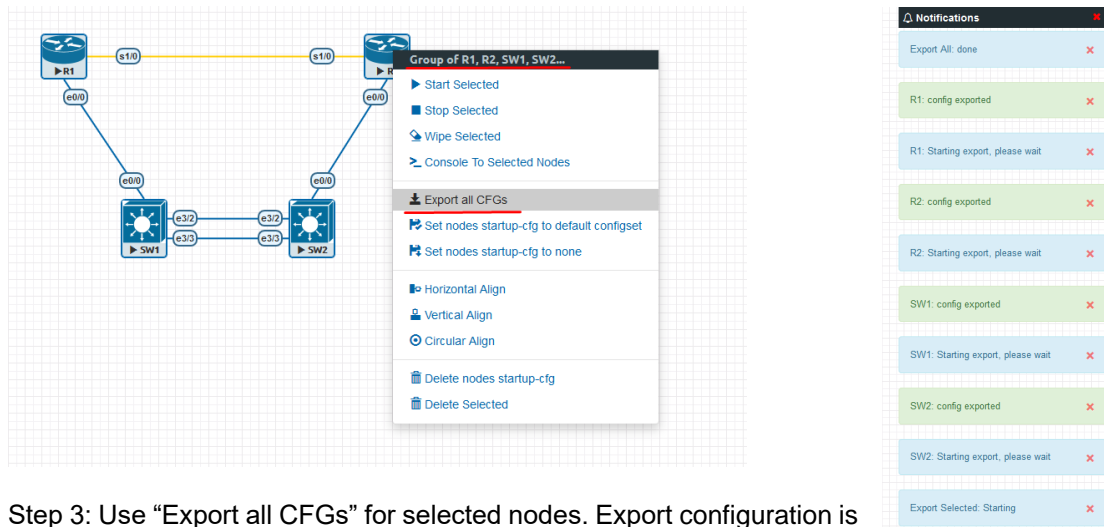 s1/0
s1/0
R1
R
e0/0
e0/0
e0/0
e0/0
e3/2
e3/2
e3/3
e3/3
SW1
SW2
Group of R1, R2, SW1, SW2...
Start Selected
Stop Selected
Wipe Selected
Console To Selected Nodes
Export all CFGs
Set nodes startup-cfg to default configset
Set nodes startup-cfg to none
Horizontal Align
Vertical Align
Circular Align
Delete nodes startup-cfg
Delete Selected
Notifications
Export All: done
R1: config exported
R1: Starting export, please wait
R2: config exported
R2: Starting export, please wait
SW1: config exported
SW1: Starting export, please wait
SW2: config exported
SW2: Starting export, please wait
Export Selected: Starting
Step 3: Use “Export all CFGs” for selected nodes. Export configuration is